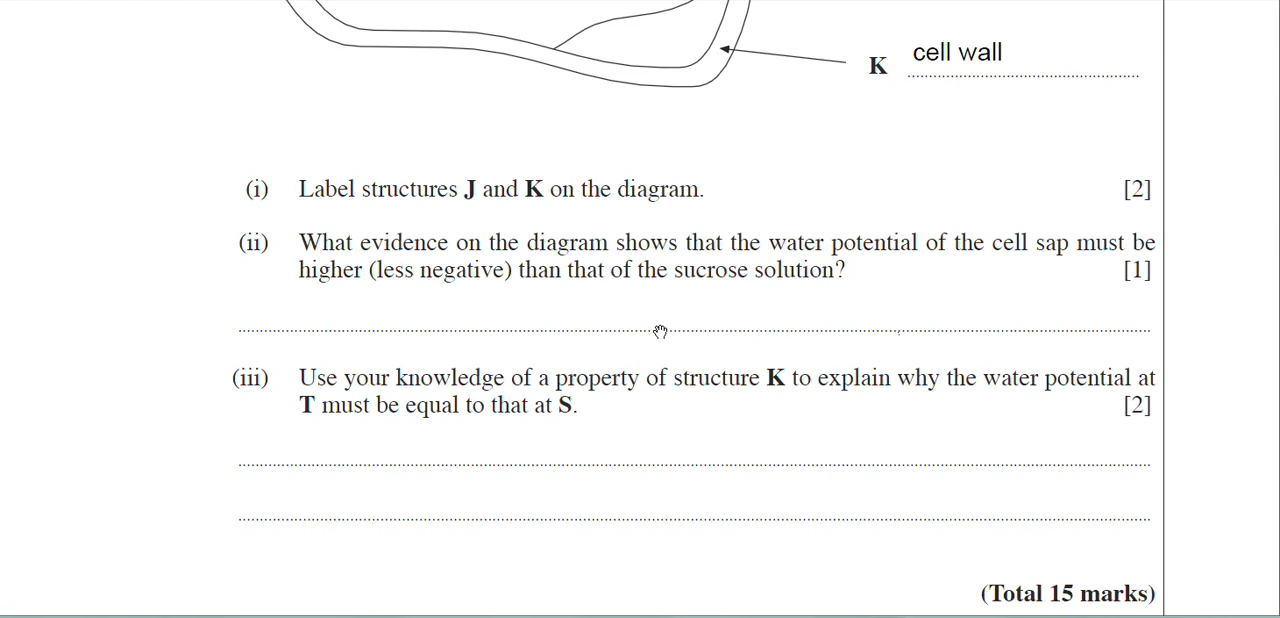 K cell wall
(i) Label structures J and K on the diagram. [2]
(ii) What evidence on the diagram shows that the water potential of the cell sap must be
higher (less negative) than that of the sucrose solution? [1]
(iii) Use your knowledge of a property of structure K to explain why the water potential at
T must be equal to that at S. [2]
(Total 15 marks)